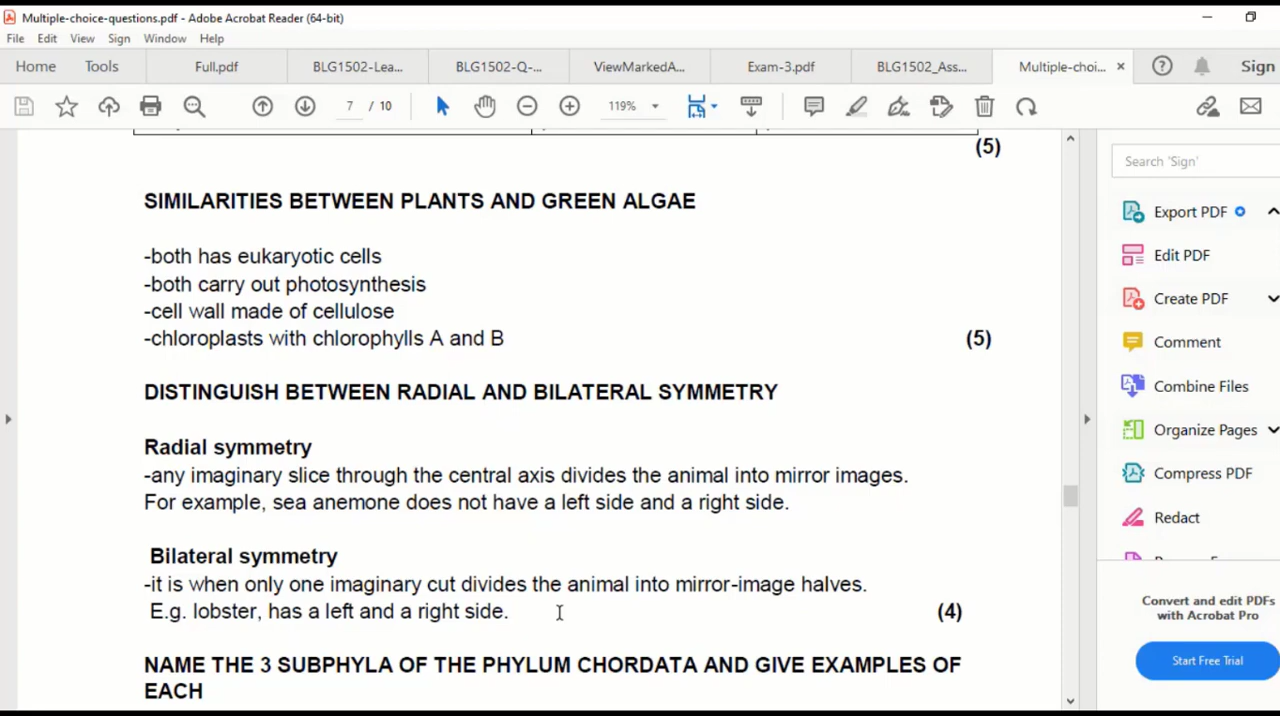 Multiple-choice-questions.pdf - Adobe Acrobat Reader (64-bit)
File Edit View Sign Window Help
Home Tools Full.pdf BLG1502-Lea... BLG1502-Q-... ViewMarkedA... Exam-3.pdf BLG1502_Ass... Multiple-choi... × Sign
7 / 10 119%
(5)
Search 'Sign'
SIMILARITIES BETWEEN PLANTS AND GREEN ALGAE
Export PDF
-both has eukaryotic cells
Edit PDF
-both carry out photosynthesis
Create PDF
-cell wall made of cellulose
-chloroplasts with chlorophylls A and B (5)
Comment
DISTINGUISH BETWEEN RADIAL AND BILATERAL SYMMETRY
Combine Files
Organize Pages
Radial symmetry
-any imaginary slice through the central axis divides the animal into mirror images.
Compress PDF
For example, sea anemone does not have a left side and a right side.
Redact
Bilateral symmetry
-it is when only one imaginary cut divides the animal into mirror-image halves.
E.g. lobster, has a left and a right side. (4)
Convert and edit PDFs
with Acrobat Pro
Start Free Trial
NAME THE 3 SUBPHYLA OF THE PHYLUM CHORDATA AND GIVE EXAMPLES OF
EACH